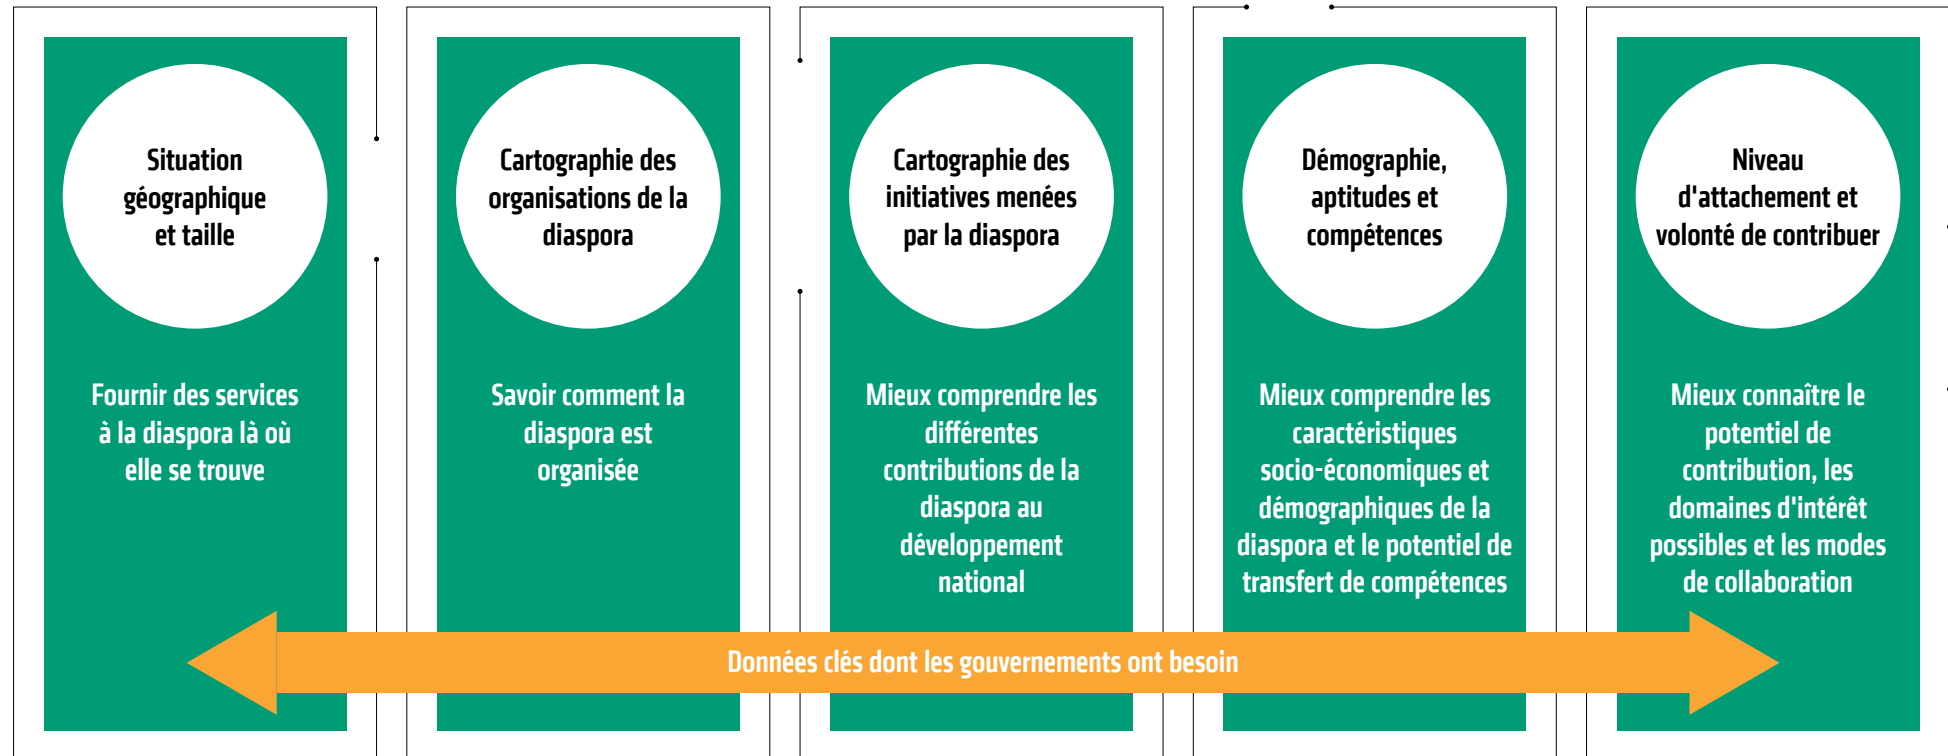 Situation
géographique
et taille
Fournir des services
à la diaspora là où
elle se trouve
Cartographie des
organisations de la
diaspora
Savoir comment la
diaspora est
organisée
Cartographie des
initiatives menées
par la diaspora
Mieux comprendre les
différentes
contributions de la
diaspora au
développement
national
Démographie,
aptitudes et
compétences
Mieux comprendre les
caractéristiques
socio-économiques et
démographiques de la
diaspora et le potentiel de
transfert de compétences
Niveau
d'attachement et
volonté de contribuer
Mieux connaître le
potentiel de
contribution, les
domaines d'intérêt
possibles et les modes
de collaboration
Données clés dont les gouvernements ont besoin